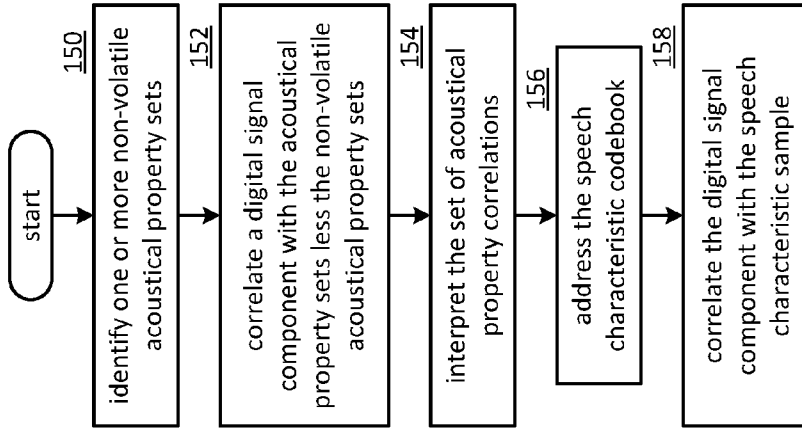 start
150
identify one or more non-volatile
acoustical property sets
152
correlate a digital signal
component with the acoustical
property sets less the non-volatile
acoustical property sets
154
interpret the set of acoustical
property correlations
156
address the speech
characteristic codebook
158
correlate the digital signal
component with the speech
characteristic sample